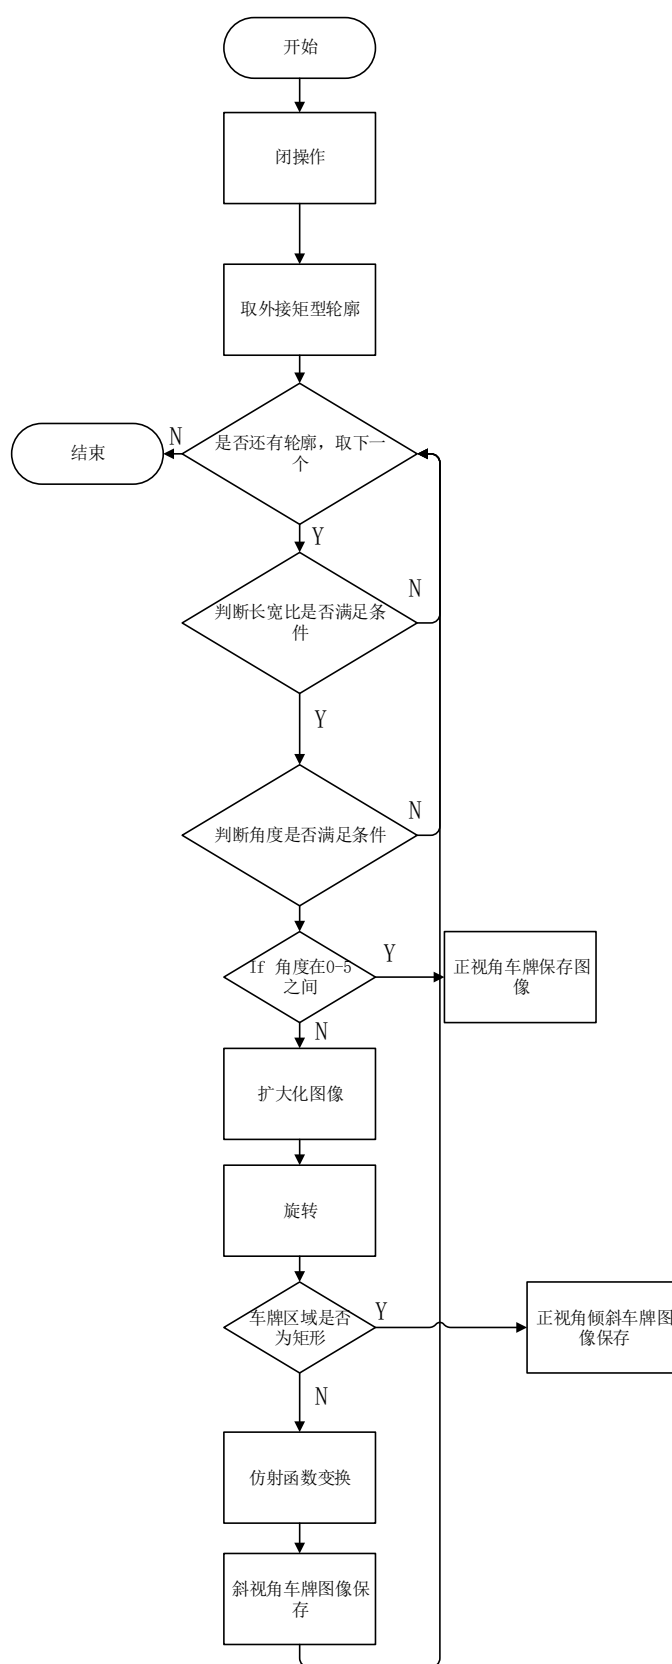 开始
闭操作
取外接矩型轮廓
是否还有轮廓，取下一
个
N
结束
Y
判断长宽比是否满足条
件
N
Y
判断角度是否满足条件
N
If 角度在0-5
之间
Y
正视角车牌保存图
像
N
扩大化图像
旋转
车牌区域是否
为矩形
Y
正视角倾斜车牌图
像保存
N
仿射函数变换
斜视角车牌图像保
存